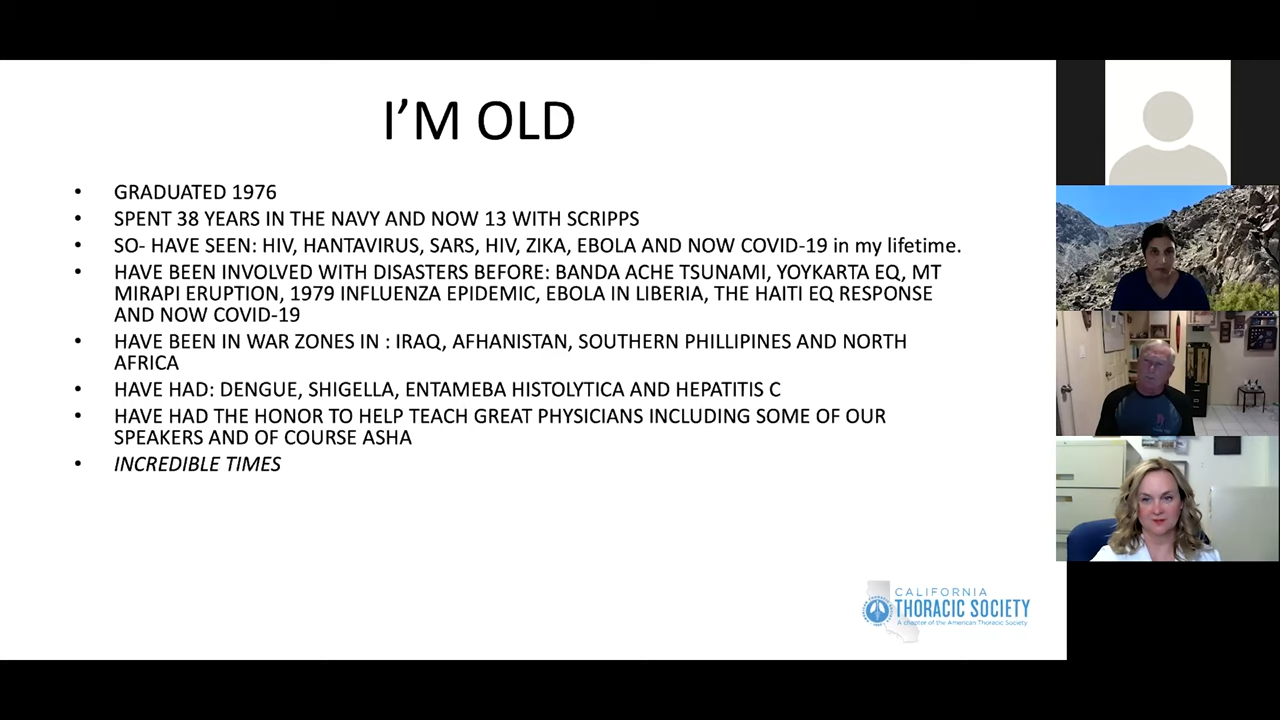 I'M OLD
• GRADUATED 1976
• SPENT 38 YEARS IN THE NAVY AND NOW 13 WITH SCRIPPS
• SO- HAVE SEEN: HIV, HANTAVIRUS, SARS, HIV, ZIKA, EBOLA AND NOW COVID-19 in my lifetime.
• HAVE BEEN INVOLVED WITH DISASTERS BEFORE: BANDA ACHE TSUNAMI, YOYKARTA EQ, MT
MIRAPI ERUPTION, 1979 INFLUENZA EPIDEMIC, EBOLA IN LIBERIA, THE HAITI EQ RESPONSE
AND NOW COVID-19
• HAVE BEEN IN WAR ZONES IN : IRAQ, AFHANISTAN, SOUTHERN PHILLIPINES AND NORTH
AFRICA
• HAVE HAD: DENGUE, SHIGELLA, ENTAMEBA HISTOLYTICA AND HEPATITIS C
• HAVE HAD THE HONOR TO HELP TEACH GREAT PHYSICIANS INCLUDING SOME OF OUR
SPEAKERS AND OF COURSE ASHA
• INCREDIBLE TIMES
CALIFORNIA
THORACIC SOCIETY
A chapter of the American Thoracic Society